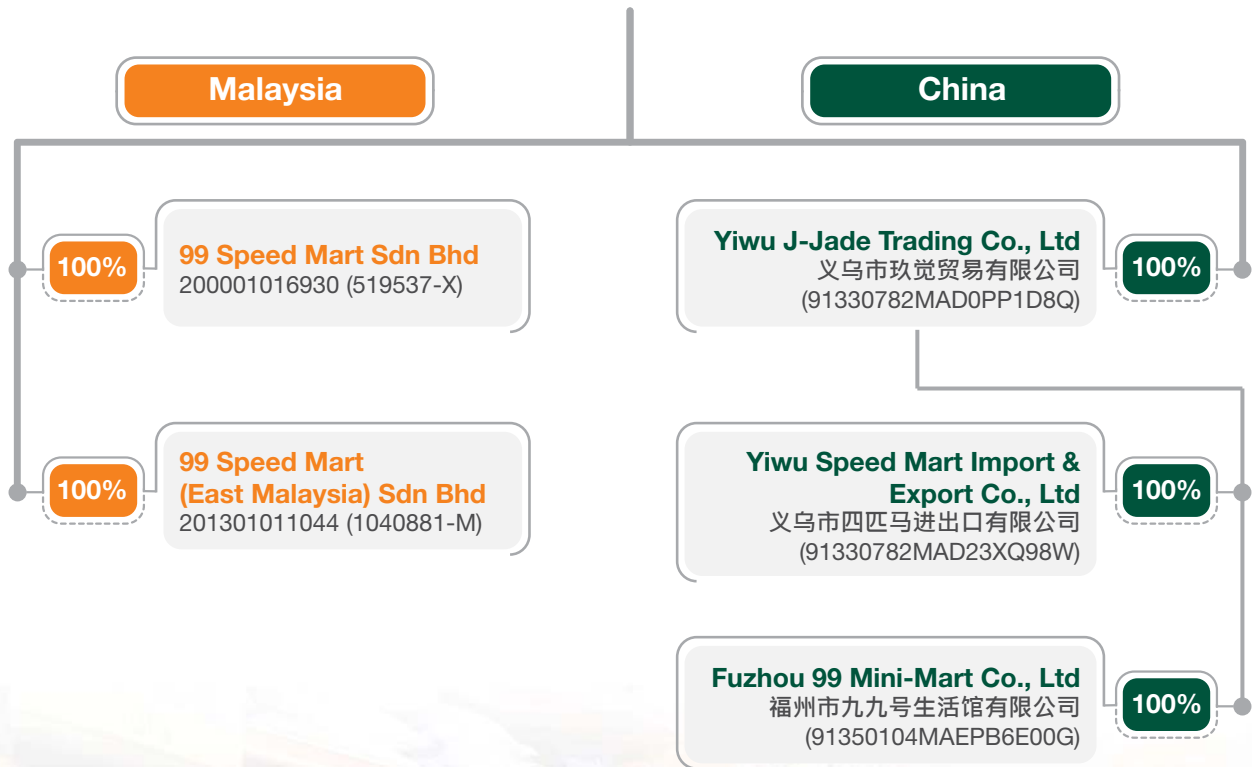 Malaysia
China
100%
99 Speed Mart Sdn Bhd
200001016930 (519537-X)
Yiwu J-Jade Trading Co., Ltd
义乌市玖觉贸易有限公司
(91330782MAD0PP1D8Q)
100%
100%
99 Speed Mart
(East Malaysia) Sdn Bhd
201301011044 (1040881-M)
Yiwu Speed Mart Import &
Export Co., Ltd
义乌市四匹马进出口有限公司
(91330782MAD23XQ98W)
100%
Fuzhou 99 Mini-Mart Co., Ltd
福州市九九号生活馆有限公司
(91350104MAEPB6E00G)
100%